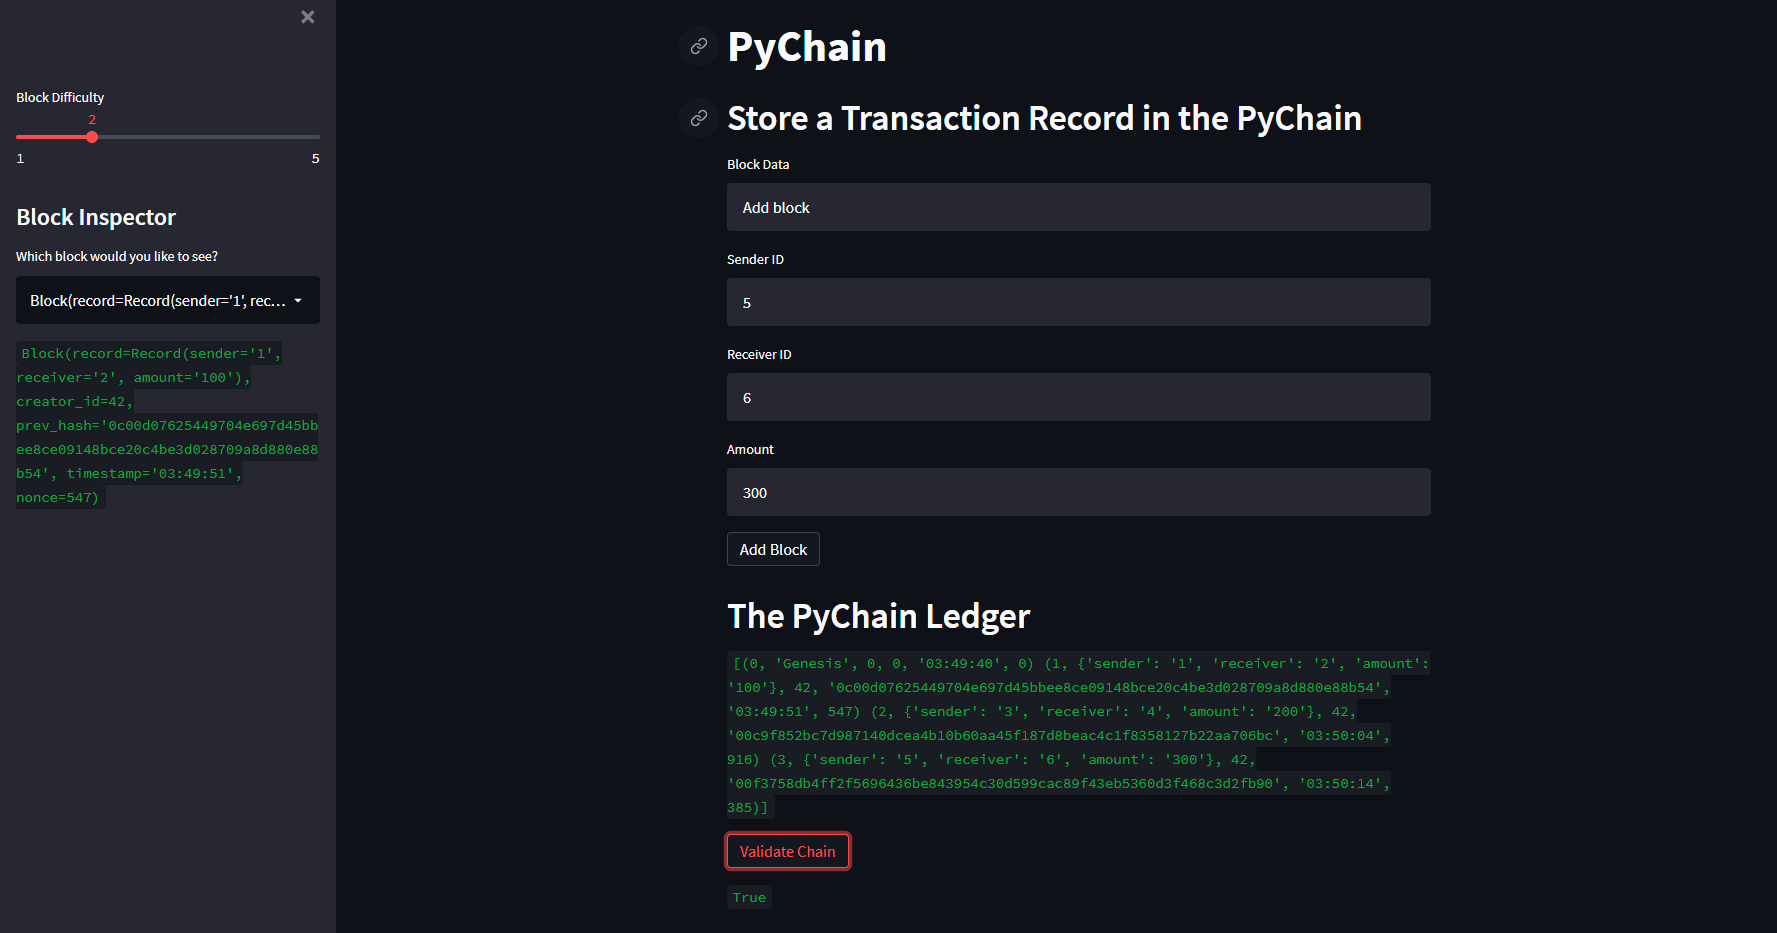 Block Difficulty
2
1
5
Block Inspector
Which block would you like to see?
Block(record=Record(sender='1', rec...
Block(record=Record(sender='1',
receiver='2', amount='100'),
creator_id=42,
prev_hash='0c00d07625449704e697d45bb
ee8ce09148bce20c4be3d028709a8d880e88
b54', timestamp='03:49:51',
nonce=547)
PyChain
Store a Transaction Record in the PyChain
Block Data
Add block
Sender ID
5
Receiver ID
6
Amount
300
Add Block
The PyChain Ledger
[(0, 'Genesis', 0, 0, '03:49:40', 0) (1, {'sender': '1', 'receiver': '2', 'amount':
'100'}, 42, '0c00d07625449704e697d45bbee8ce09148bce20c4be3d028709a8d880e88b54',
'03:49:51', 547) (2, {'sender': '3', 'receiver': '4', 'amount': '200'}, 42,
'00c9f852bc7d987140dcea4b10b60aa45f187d8beac4c1f8358127b22aa706bc', '03:50:04',
916) (3, {'sender': '5', 'receiver': '6', 'amount': '300'}, 42,
'00f3758db4ff2f5696436be843954c30d599cac89f43eb5360d3f468c3d2fb90', '03:50:14',
385)]
Validate Chain
True